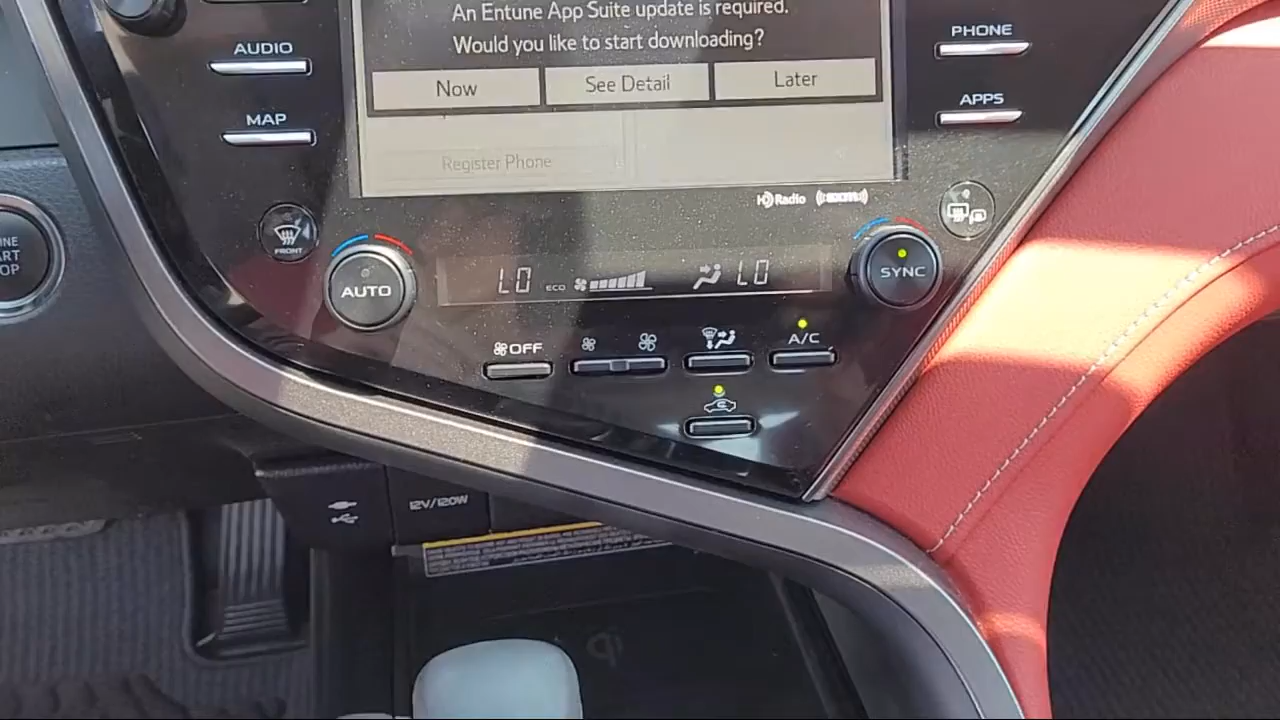 An Entune App Suite update is required.
Would you like to start downloading?
Now
See Detail
Later
Register Phone
AUDIO
MAP
PHONE
APPS
HD Radio
FRONT
AUTO
LO
ECO
LO
SYNC
OFF
A/C
12V/120W